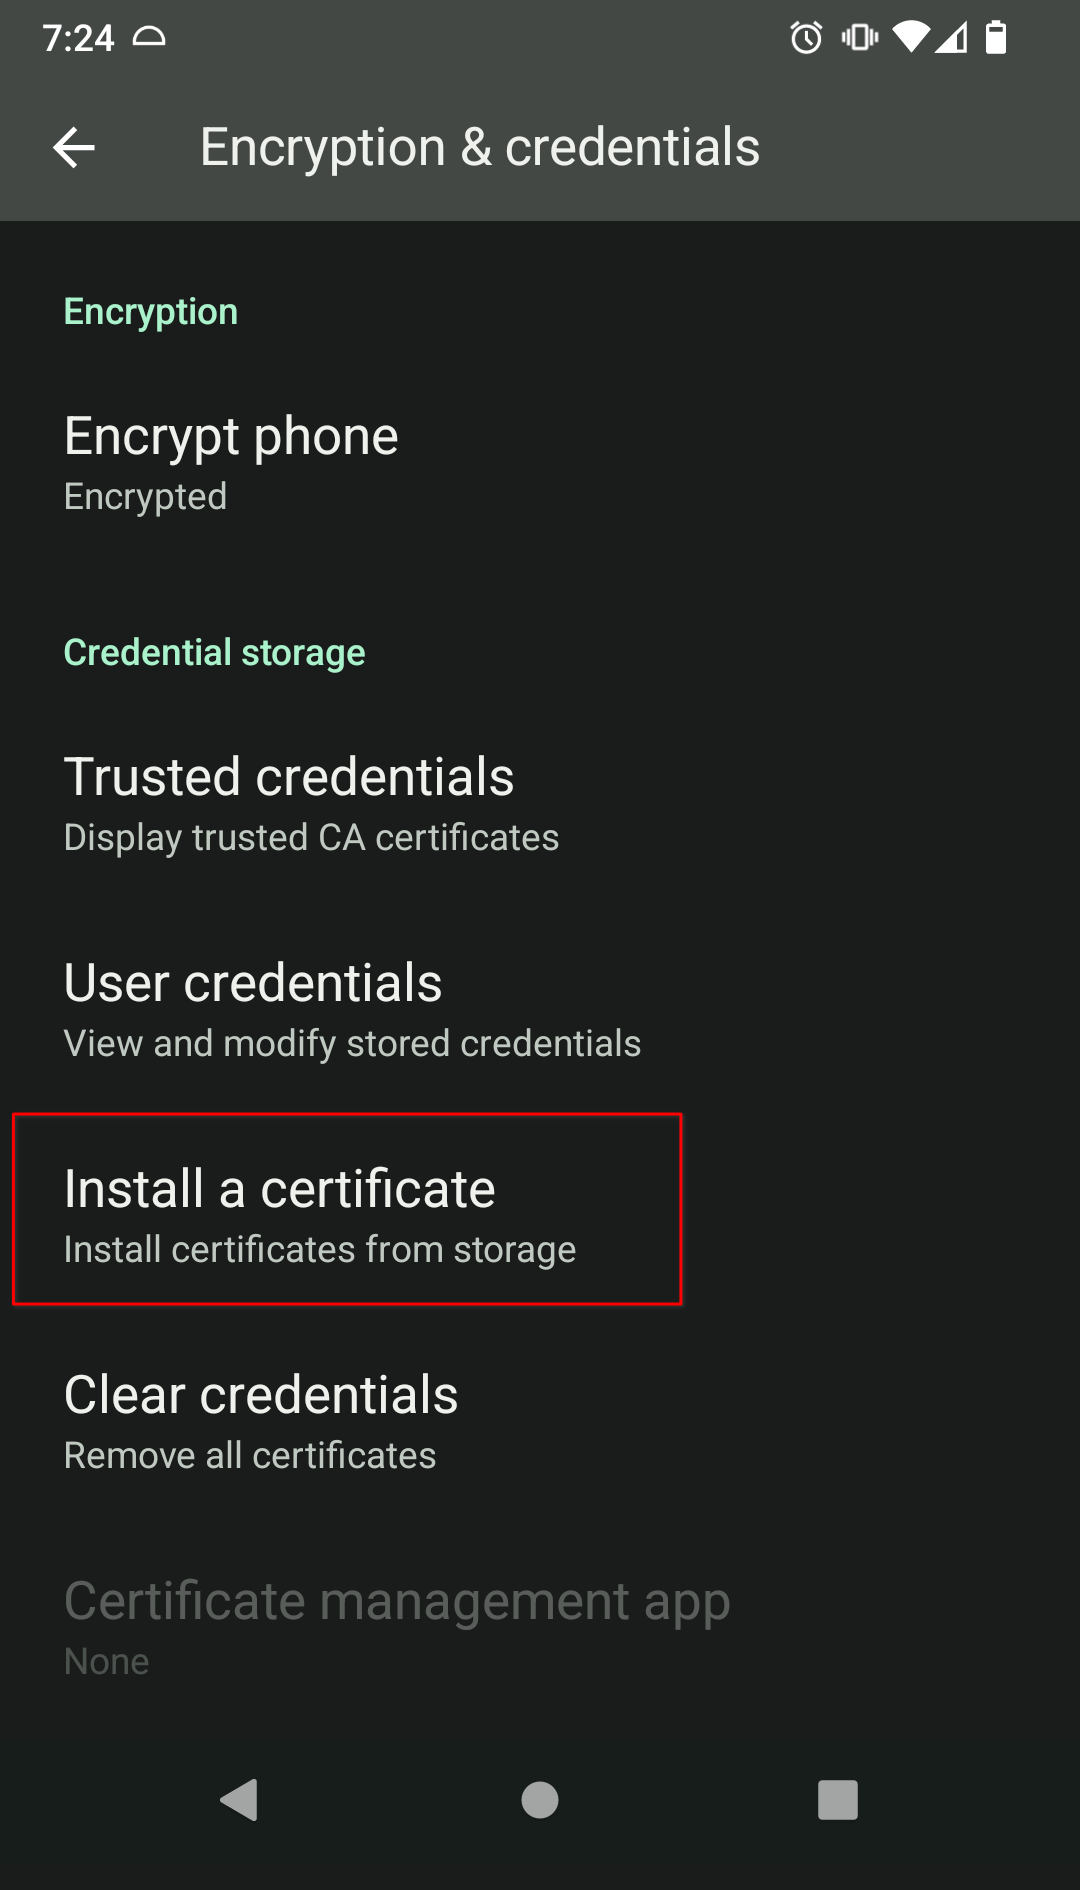 7:24
Encryption & credentials
Encryption
Encrypt phone
Encrypted
Credential storage
Trusted credentials
Display trusted CA certificates
User credentials
View and modify stored credentials
Install a certificate
Install certificates from storage
Clear credentials
Remove all certificates
Certificate management app
None